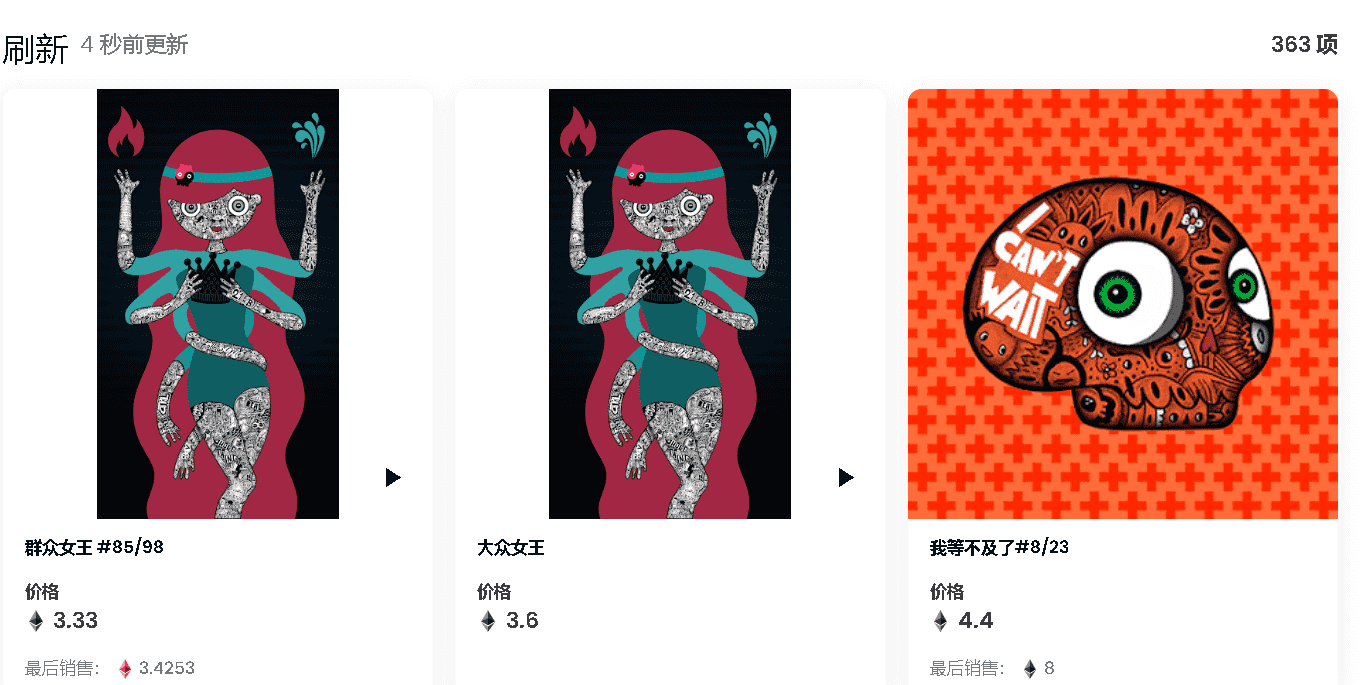 刷新 4 秒前更新
363 项
I
CAN'T
WAIT
群众女王 #85/98
价格
3.33
最后销售： 3.4253
大众女王
价格
3.6
我等不及了#8/23
价格
4.4
最后销售： 8